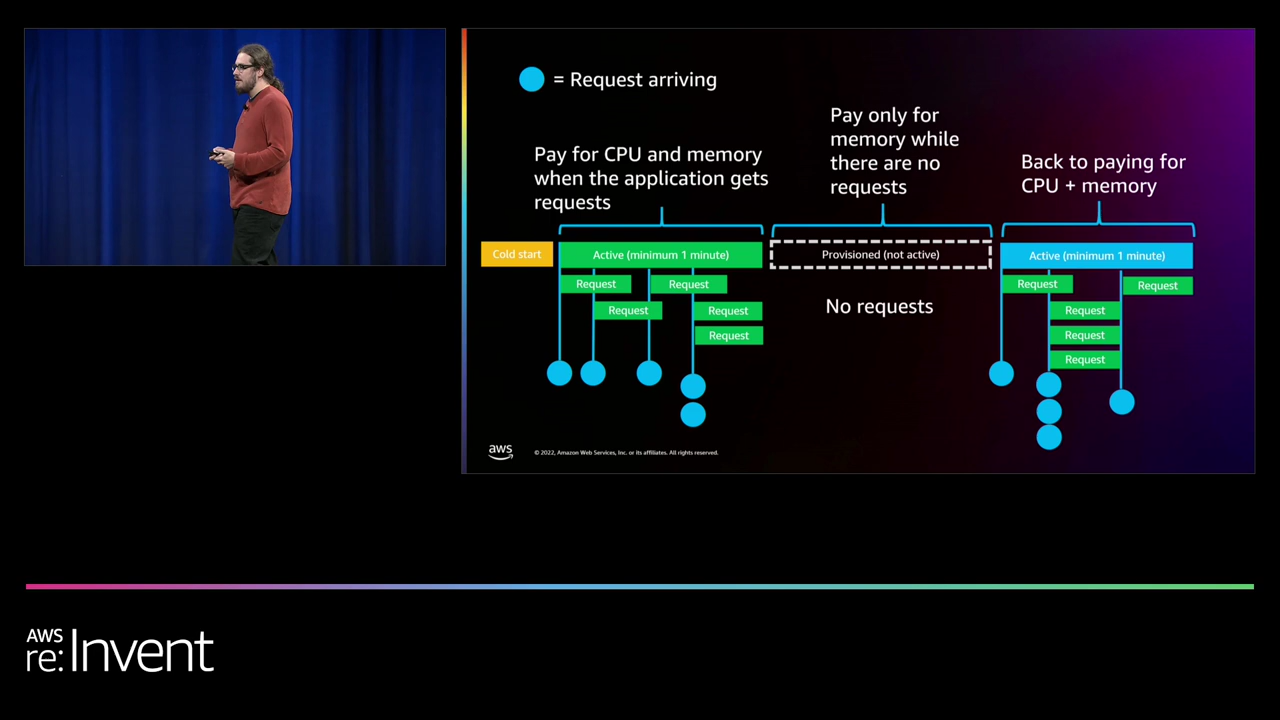 = Request arriving
Pay for CPU and memory
when the application gets
requests
Pay only for
memory while
there are no
requests
Back to paying for
CPU + memory
Cold start
Active (minimum 1 minute)
Provisioned (not active)
Active (minimum 1 minute)
Request
Request
Request
Request
Request
No requests
Request
Request
Request
Request
Request
aws
© 2022, Amazon Web Services, Inc. or its affiliates. All rights reserved.
AWS
re:Invent